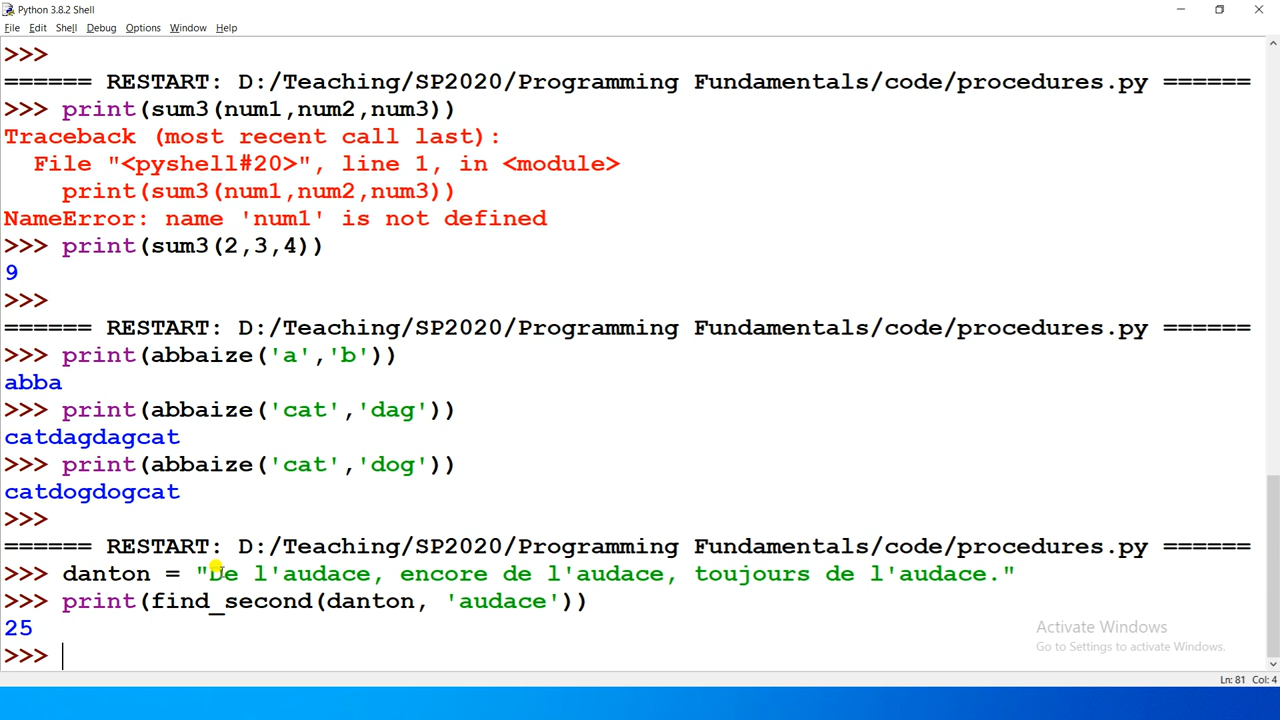 Python 3.8.2 Shell
File Edit Shell Debug Options Window Help
>>>
====== RESTART: D:/Teaching/SP2020/Programming Fundamentals/code/procedures.py ======
>>> print(sum3(num1,num2,num3))
Traceback (most recent call last):
  File "<pyshell#20>", line 1, in <module>
    print(sum3(num1,num2,num3))
NameError: name 'num1' is not defined
>>> print(sum3(2,3,4))
9
>>>
====== RESTART: D:/Teaching/SP2020/Programming Fundamentals/code/procedures.py ======
>>> print(abbaize('a','b'))
abba
>>> print(abbaize('cat','dag'))
catdagdagcat
>>> print(abbaize('cat','dog'))
catdogdogcat
>>>
====== RESTART: D:/Teaching/SP2020/Programming Fundamentals/code/procedures.py ======
>>> danton = "De l'audace, encore de l'audace, toujours de l'audace."
>>> print(find_second(danton, 'audace'))
25
>>>
Activate Windows
Go to Settings to activate Windows.
Ln: 81 Col: 4